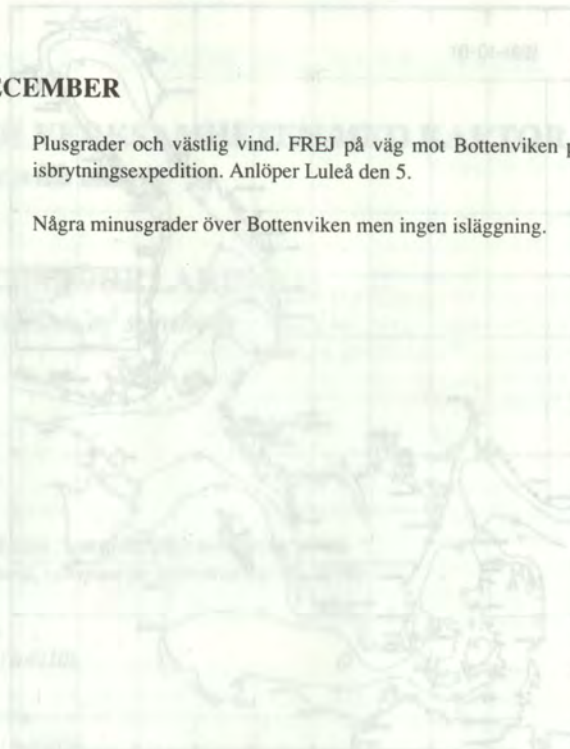 CEMBER
Plusgrader och västlig vind. FREJ på väg mot Bottenviken
isbrytningsexpedition. Anlöper Luleå den 5.
Några minusgrader över Bottenviken men ingen isläggning.